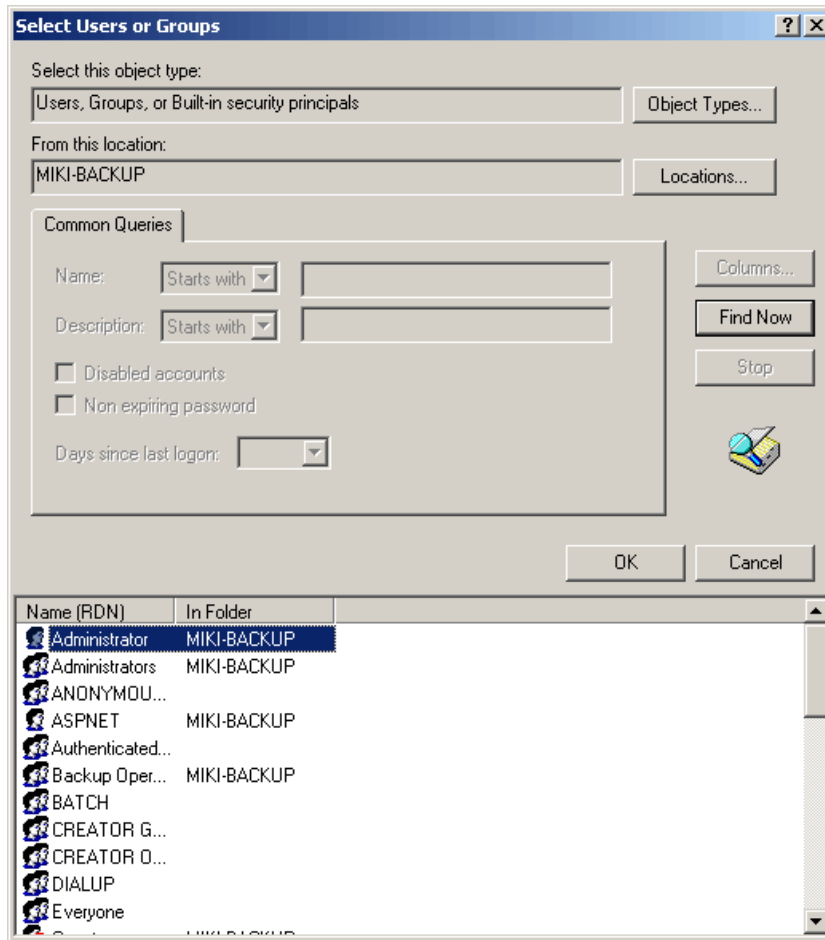 Select Users or Groups
Select this object type:
Users, Groups, or Built-in security principals
Object Types...
From this location:
MIKI-BACKUP
Locations...
Common Queries
Name: Starts with
Columns...
Description: Starts with
Find Now
Disabled accounts
Stop
Non expiring password
Days since last logon:
OK Cancel
Name (RDN) In Folder
Administrator MIKI-BACKUP
Administrators MIKI-BACKUP
ANONYMOU...
ASPNET MIKI-BACKUP
Authenticated...
Backup Oper... MIKI-BACKUP
BATCH
CREATOR G...
CREATOR O...
DIALUP
Everyone